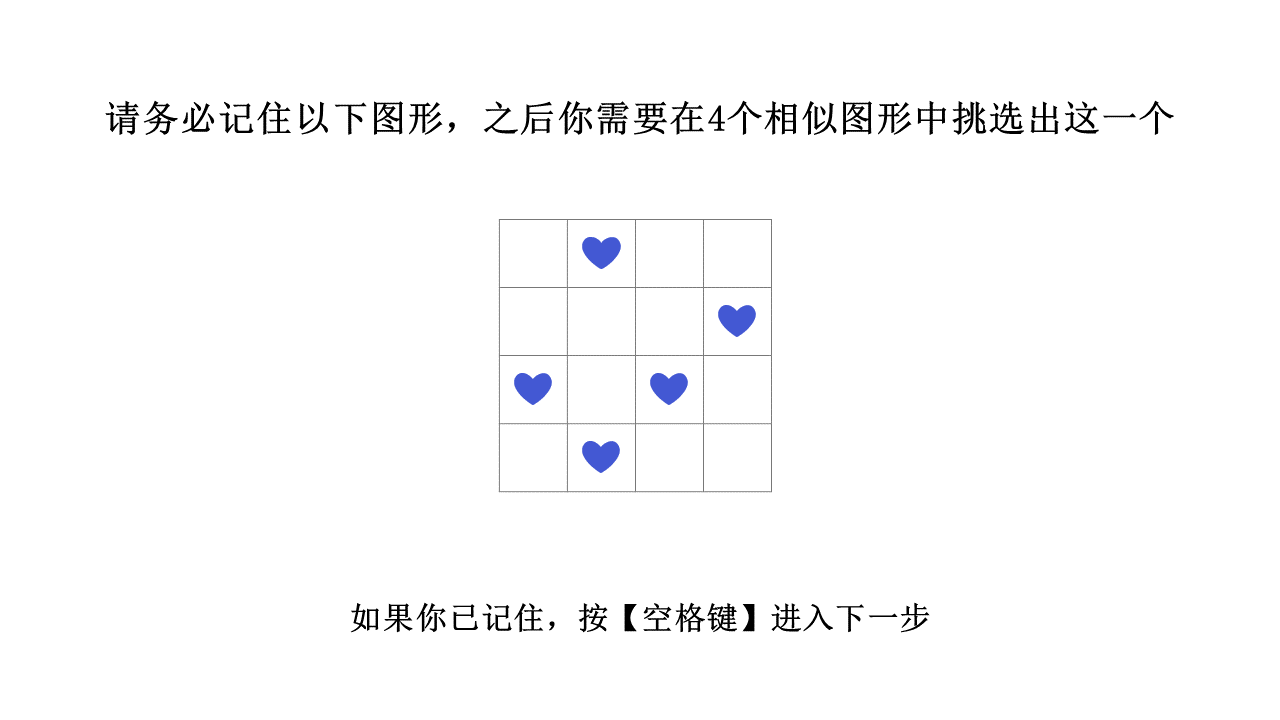 请务必记住以下图形，之后你需要在4个相似图形中挑选出这一个
如果你已记住，按【空格键】进入下一步